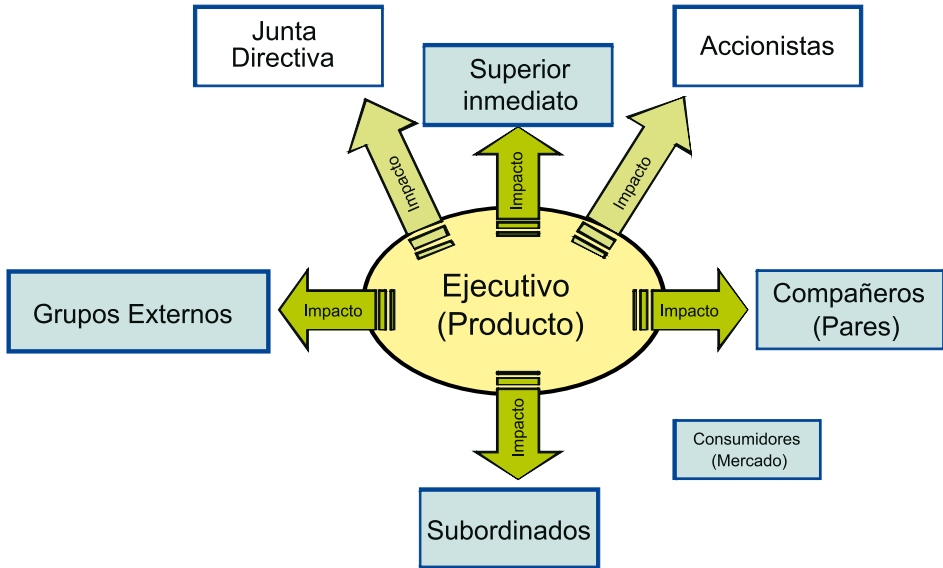 Junta
Directiva
Superior
inmediato
Accionistas
Impacto
Impacto
Impacto
Grupos Externos
Impacto
Ejecutivo
(Producto)
Impacto
Compañeros
(Pares)
Impacto
Consumidores
(Mercado)
Subordinados